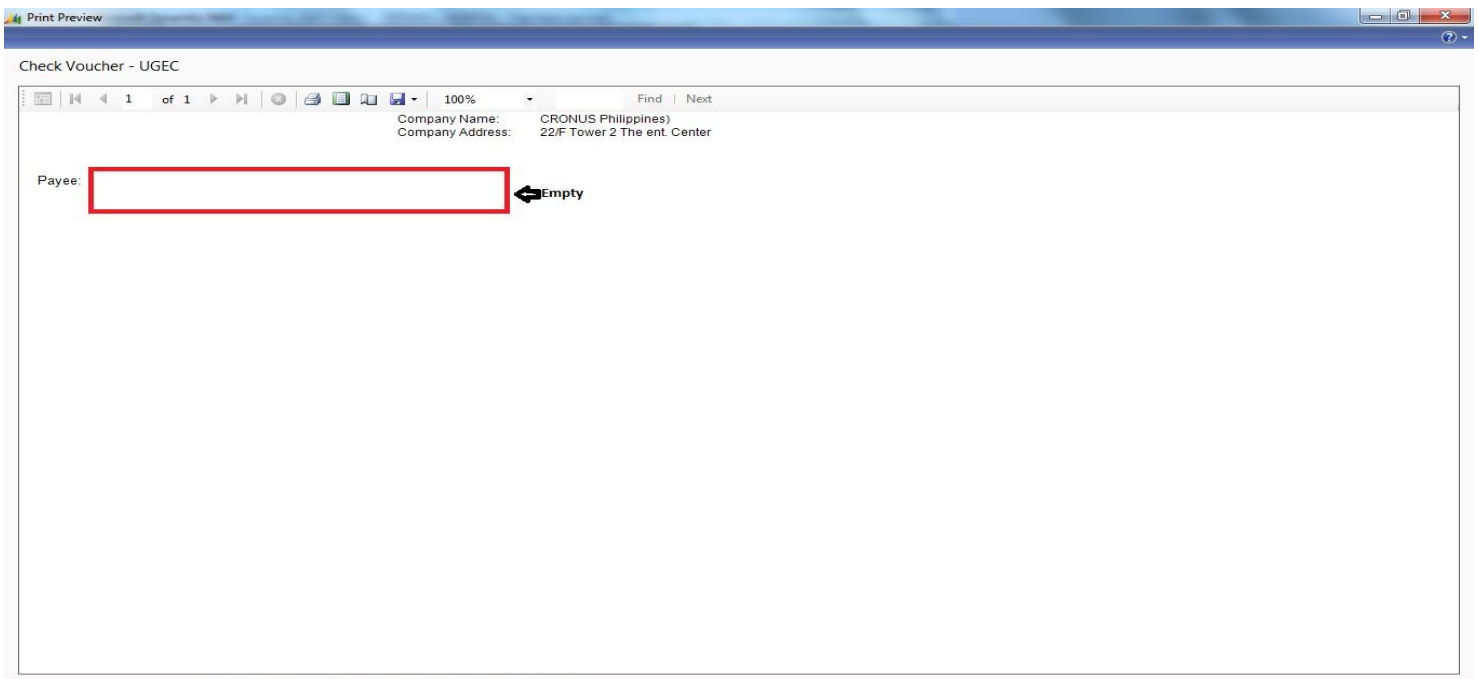 Print Preview
Check Voucher - UGEC
1 of 1 100% Find | Next
Company Name: CRONUS Philippines)
Company Address: 22/F Tower 2 The ent. Center
Payee:
Empty